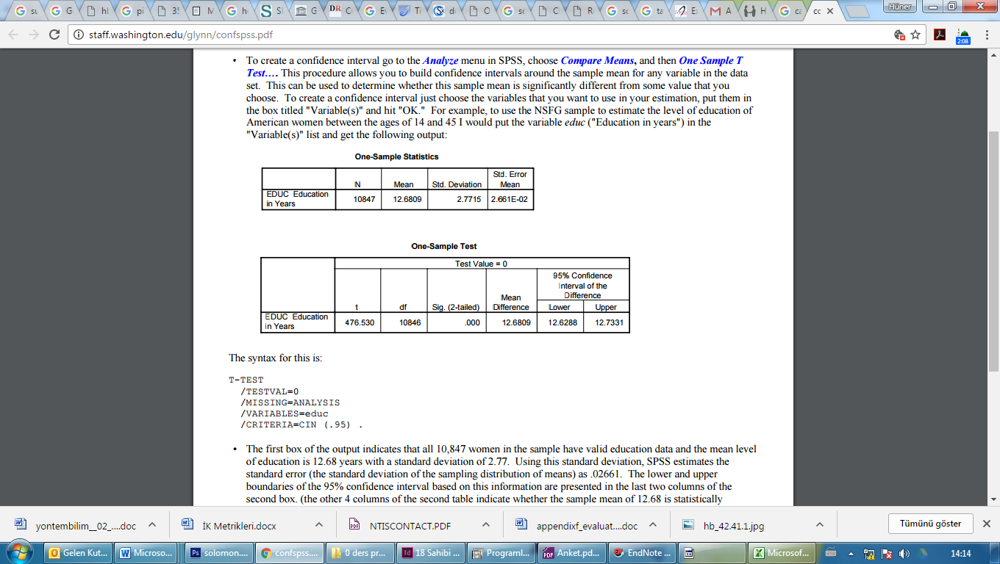 Hüner
staff.washington.edu/glynn/confspss.pdf
2:08
• To create a confidence interval go to the Analyze menu in SPSS, choose Compare Means, and then One Sample T
Test…. This procedure allows you to build confidence intervals around the sample mean for any variable in the data
set. This can be used to determine whether this sample mean is significantly different from some value that you
choose. To create a confidence interval just choose the variables that you want to use in your estimation, put them in
the box titled "Variable(s)" and hit "OK." For example, to use the NSFG sample to estimate the level of education of
American women between the ages of 14 and 45 I would put the variable educ ("Education in years") in the
"Variable(s)" list and get the following output:
One-Sample Statistics
N Mean Std. Deviation Std. Error Mean
EDUC Education in Years 10847 12.6809 2.7715 2.661E-02
One-Sample Test
Test Value = 0
95% Confidence Interval of the Difference
t df Sig. (2-tailed) Mean Difference Lower Upper
EDUC Education in Years 476.530 10846 .000 12.6809 12.6288 12.7331
The syntax for this is:
T-TEST
/TESTVAL=0
/MISSING=ANALYSIS
/VARIABLES=educ
/CRITERIA=CIN (.95) .
• The first box of the output indicates that all 10,847 women in the sample have valid education data and the mean level
of education is 12.68 years with a standard deviation of 2.77. Using this standard deviation, SPSS estimates the
standard error (the standard deviation of the sampling distribution of means) as .02661. The lower and upper
boundaries of the 95% confidence interval based on this information are presented in the last two columns of the
second box. (the other 4 columns of the second table indicate whether the sample mean of 12.68 is statistically
yontembilim__02_....doc İK Metrikleri.docx NTISCONTACT.PDF appendixf_evaluat....doc hb_42.41.1.jpg Tümünü göster
Gelen Kut... Microso... solomon.... confspss.... 0 ders pr... 18 Sahibi ... Programl... Anket.pd... EndNote ... Microsof... 14:14